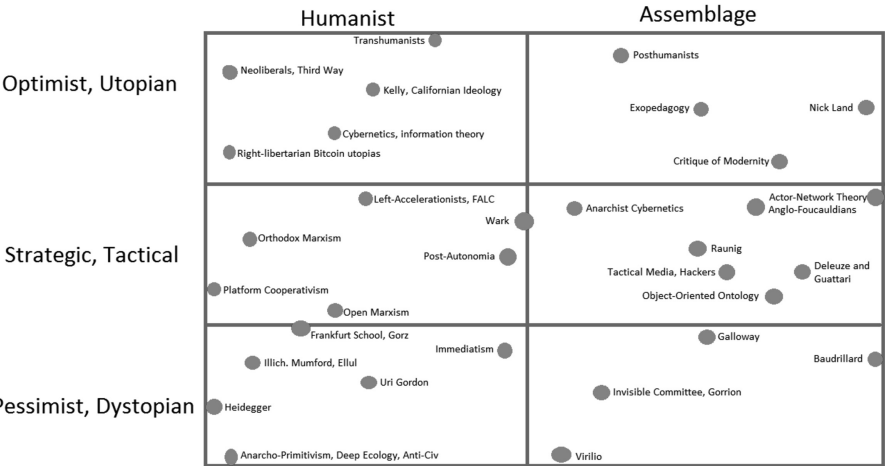 Humanist
Assemblage
Optimist, Utopian
Transhumanists
Neoliberals, Third Way
Kelly, Californian Ideology
Cybernetics, information theory
Right-libertarian Bitcoin utopias
Posthumanists
Exopedagogy
Nick Land
Critique of Modernity
Strategic, Tactical
Left-Accelerationists, FALC
Wark
Orthodox Marxism
Post-Autonomia
Platform Cooperativism
Open Marxism
Actor-Network Theory
Anglo-Foucauldians
Anarchist Cybernetics
Raunig
Tactical Media, Hackers
Deleuze and
Guattari
Object-Oriented Ontology
Pessimist, Dystopian
Frankfurt School, Gorz
Immediatism
Illich. Mumford, Ellul
Uri Gordon
Heidegger
Anarcho-Primitivism, Deep Ecology, Anti-Civ
Galloway
Baudrillard
Invisible Committee, Gorrion
Virilio